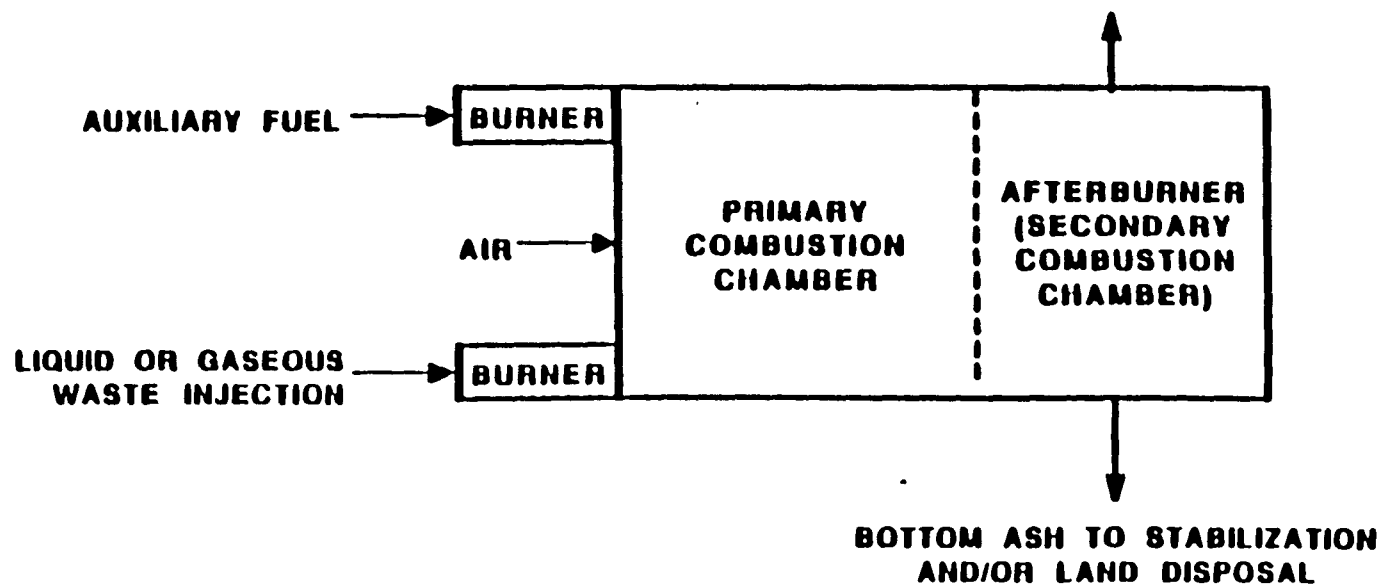 AUXILIARY FUEL
BURNER
AIR
PRIMARY
COMBUSTION
CHAMBER
AFTERBURNER
(SECONDARY
COMBUSTION
CHAMBER)
LIQUID OR GASEOUS
WASTE INJECTION
BURNER
BOTTOM ASH TO STABILIZATION
AND/OR LAND DISPOSAL